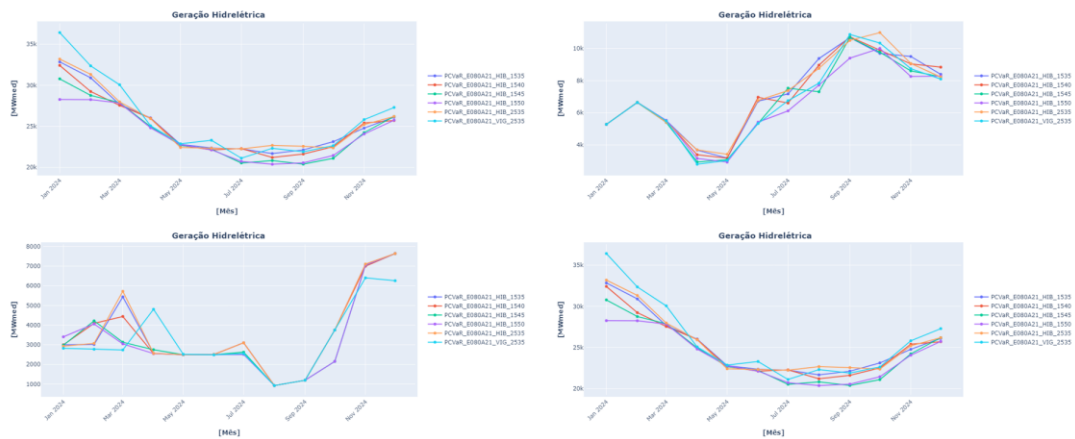 Geração Hidrelétrica
35k
30k
25k
20k
[MWmed]
Jan 2024
Mar 2024
May 2024
Jul 2024
Sep 2024
Nov 2024
[Mês]
PCVaR_E080A21_HIB_1535
PCVaR_E080A21_HIB_1540
PCVaR_E080A21_HIB_1545
PCVaR_E080A21_HIB_1550
PCVaR_E080A21_HIB_2535
PCVaR_E080A21_VIG_2535
Geração Hidrelétrica
10k
8k
6k
4k
[MWmed]
Jan 2024
Mar 2024
May 2024
Jul 2024
Sep 2024
Nov 2024
[Mês]
PCVaR_E080A21_HIB_1535
PCVaR_E080A21_HIB_1540
PCVaR_E080A21_HIB_1545
PCVaR_E080A21_HIB_1550
PCVaR_E080A21_HIB_2535
PCVaR_E080A21_VIG_2535
Geração Hidrelétrica
8000
7000
6000
5000
4000
3000
2000
1000
[MWmed]
Jan 2024
Mar 2024
May 2024
Jul 2024
Sep 2024
Nov 2024
[Mês]
PCVaR_E080A21_HIB_1535
PCVaR_E080A21_HIB_1540
PCVaR_E080A21_HIB_1545
PCVaR_E080A21_HIB_1550
PCVaR_E080A21_HIB_2535
PCVaR_E080A21_VIG_2535
Geração Hidrelétrica
35k
30k
25k
20k
[MWmed]
Jan 2024
Mar 2024
May 2024
Jul 2024
Sep 2024
Nov 2024
[Mês]
PCVaR_E080A21_HIB_1535
PCVaR_E080A21_HIB_1540
PCVaR_E080A21_HIB_1545
PCVaR_E080A21_HIB_1550
PCVaR_E080A21_HIB_2535
PCVaR_E080A21_VIG_2535